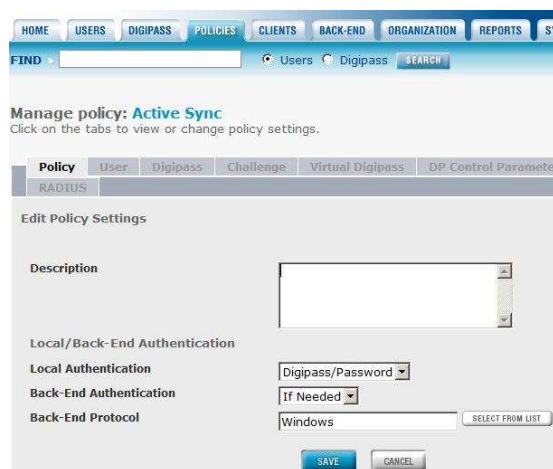 HOME USERS DIGIPASS POLICIES CLIENTS BACK-END ORGANIZATION REPORTS
FIND Users Digipass SEARCH
Manage policy: Active Sync
Click on the tabs to view or change policy settings.
Policy User Digipass Challenge Virtual Digipass DP Control Paramete
RADIUS
Edit Policy Settings
Description
Local/Back-End Authentication
Local Authentication Digipass/Password
Back-End Authentication If Needed
Back-End Protocol Windows SELECT FROM LIST
SAVE CANCEL